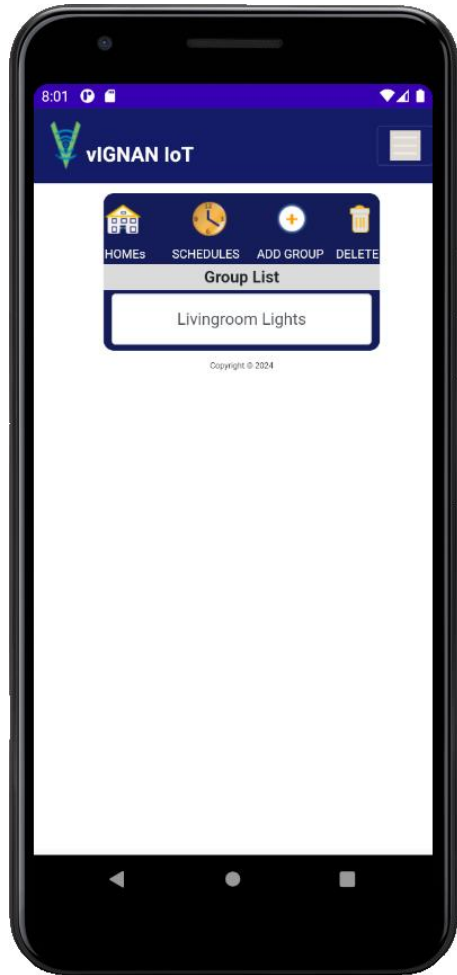 8:01
vIGNAN IoT
HOMEs SCHEDULES ADD GROUP DELETE
Group List
Livingroom Lights
Copyright © 2024